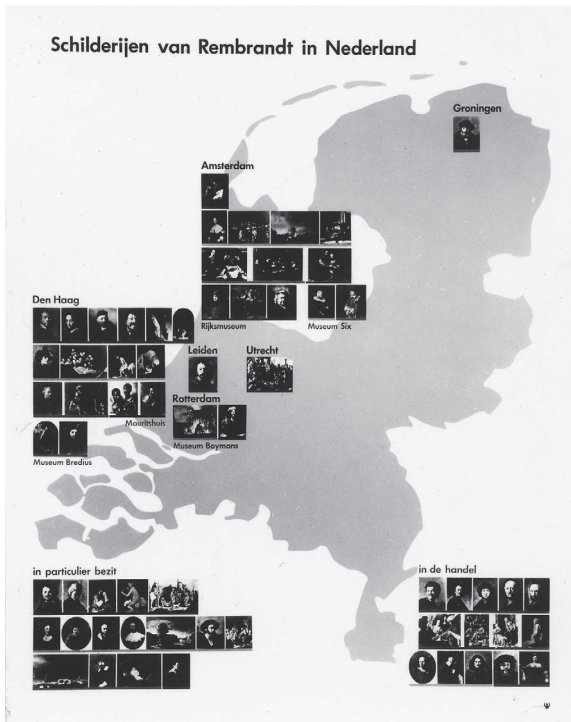 Schilderijen van Rembrandt in Nederland
Groningen
Amsterdam
Rijksmuseum
Museum Six
Den Haag
Mauritshuis
Museum Bredius
Leiden
Utrecht
Rotterdam
Museum Boymans
in particulier bezit
in de handel